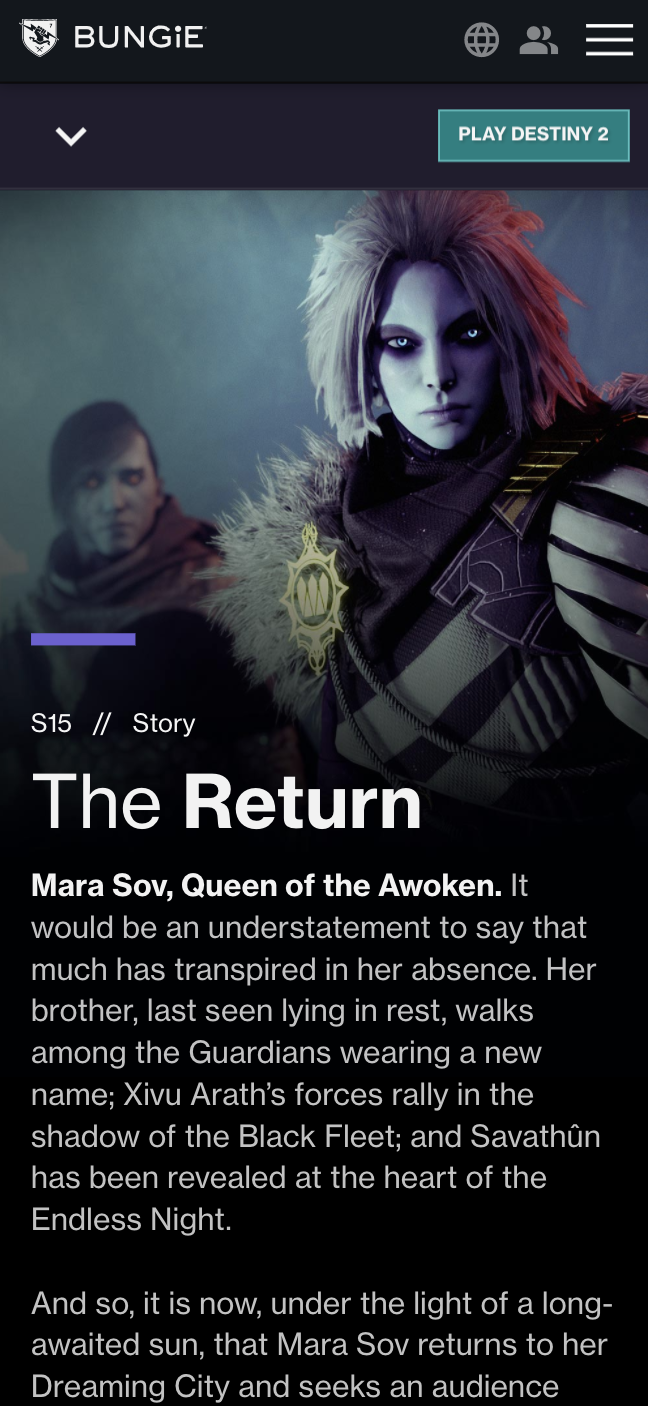 BUNGiE
PLAY DESTINY 2
S15 // Story
The Return
Mara Sov, Queen of the Awoken. It
would be an understatement to say that
much has transpired in her absence. Her
brother, last seen lying in rest, walks
among the Guardians wearing a new
name; Xivu Arath’s forces rally in the
shadow of the Black Fleet; and Savathûn
has been revealed at the heart of the
Endless Night.
And so, it is now, under the light of a long-
awaited sun, that Mara Sov returns to her
Dreaming City and seeks an audience